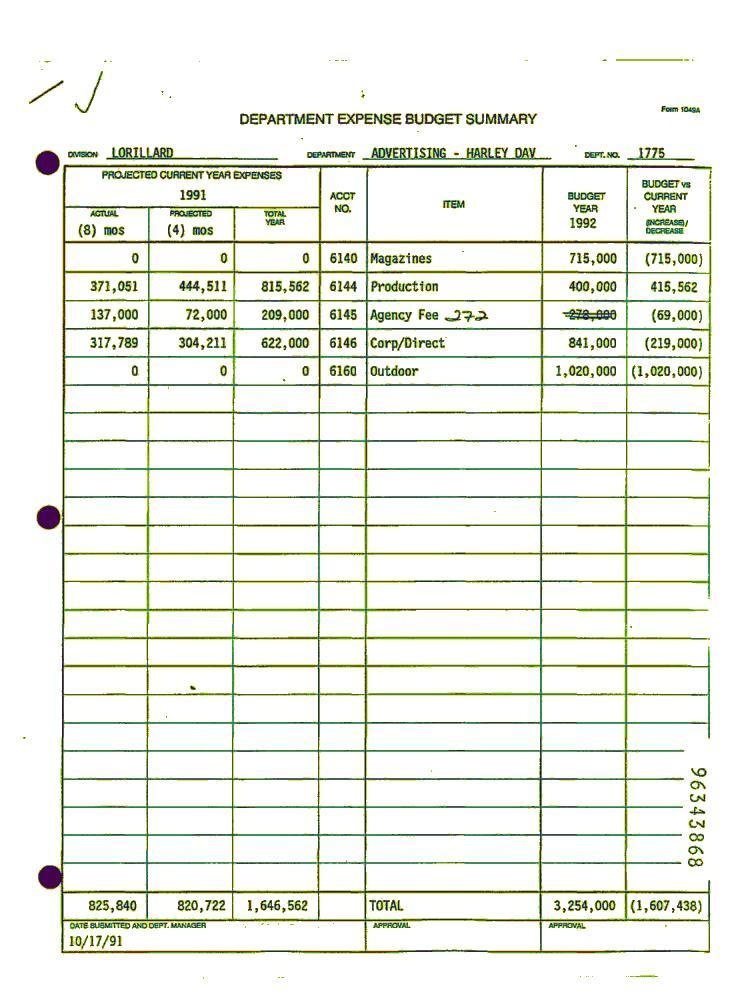 Form 1049A
DEPARTMENT EXPENSE BUDGET SUMMARY
DIVISION LORILLARD DEPARTMENT ADVERTISING - HARLEY DAV DEPT. NO. 1775
PROJECTED CURRENT YEAR EXPENSES
1991
ACTUAL
(8) mos
PROJECTED
(4) mos
TOTAL
YEAR
ACCT
NO.
ITEM
BUDGET
YEAR
1992
BUDGET vs
CURRENT
YEAR
(INCREASE)/
DECREASE
0 0 0 6140 Magazines 715,000 (715,000)
371,051 444,511 815,562 6144 Production 400,000 415,562
137,000 72,000 209,000 6145 Agency Fee 272 278,000 (69,000)
317,789 304,211 622,000 6146 Corp/Direct 841,000 (219,000)
0 0 0 6160 Outdoor 1,020,000 (1,020,000)
96343868
825,840 820,722 1,646,562 TOTAL 3,254,000 (1,607,438)
DATE SUBMITTED AND DEPT. MANAGER APPROVAL APPROVAL
10/17/91